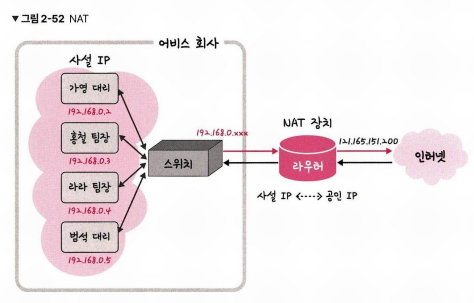 ▼그림 2-52 NAT
어비스 회사
사설 IP
가영 대리
192.168.0.2
홍철 팀장
192.168.0.3
라라 팀장
192.168.0.4
범석 대리
192.168.0.5
스위치
192.168.0.xxx
NAT 장치
라우터
사설 IP <----> 공인 IP
121.165.151.200
인터넷